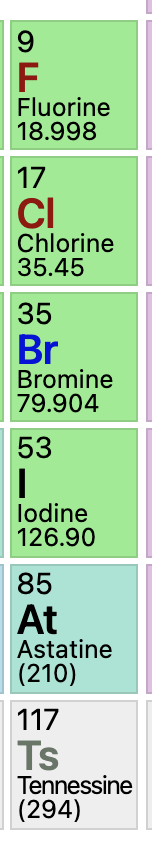 9
F
Fluorine
18.998
17
Cl
Chlorine
35.45
35
Br
Bromine
79.904
53
I
Iodine
126.90
85
At
Astatine
(210)
117
Ts
Tennessine
(294)